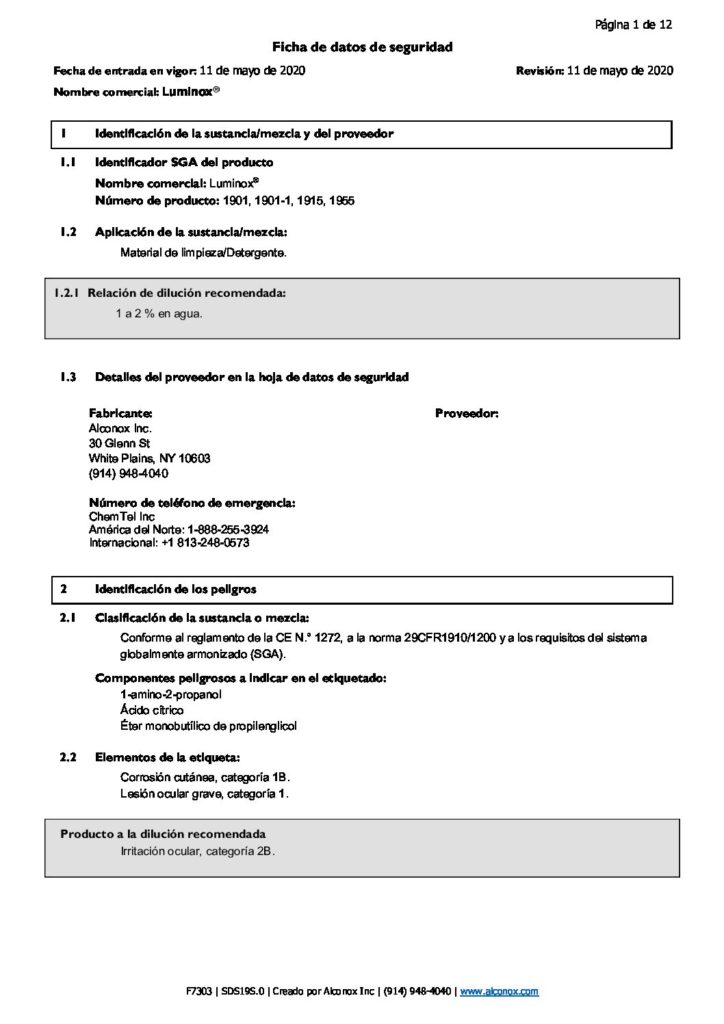 Página 1 de 12
Ficha de datos de seguridad
Fecha de entrada en vigor: 11 de mayo de 2020 Revisión: 11 de mayo de 2020
Nombre comercial: Luminox®
1 Identificación de la sustancia/mezcla y del proveedor
1.1 Identificador SGA del producto
Nombre comercial: Luminox®
Número de producto: 1901, 1901-1, 1915, 1955
1.2 Aplicación de la sustancia/mezcla:
Material de limpieza/Detergente.
1.2.1 Relación de dilución recomendada:
1 a 2 % en agua.
1.3 Detalles del proveedor en la hoja de datos de seguridad
Fabricante: Proveedor:
Alconox Inc.
30 Glenn St
White Plains, NY 10603
(914) 948-4040
Número de teléfono de emergencia:
ChemTel Inc
América del Norte: 1-888-255-3924
Internacional: +1 813-248-0573
2 Identificación de los peligros
2.1 Clasificación de la sustancia o mezcla:
Conforme al reglamento de la CE N.° 1272, a la norma 29CFR1910/1200 y a los requisitos del sistema
globalmente armonizado (SGA).
Componentes peligrosos a indicar en el etiquetado:
1-amino-2-propanol
Ácido cítrico
Éter monobutílico de propilenglicol
2.2 Elementos de la etiqueta:
Corrosión cutánea, categoría 1B.
Lesión ocular grave, categoría 1.
Producto a la dilución recomendada
Irritación ocular, categoría 2B.
F7303 | SDS19S.0 | Creado por Alconox Inc | (914) 948-4040 | www.alconox.com